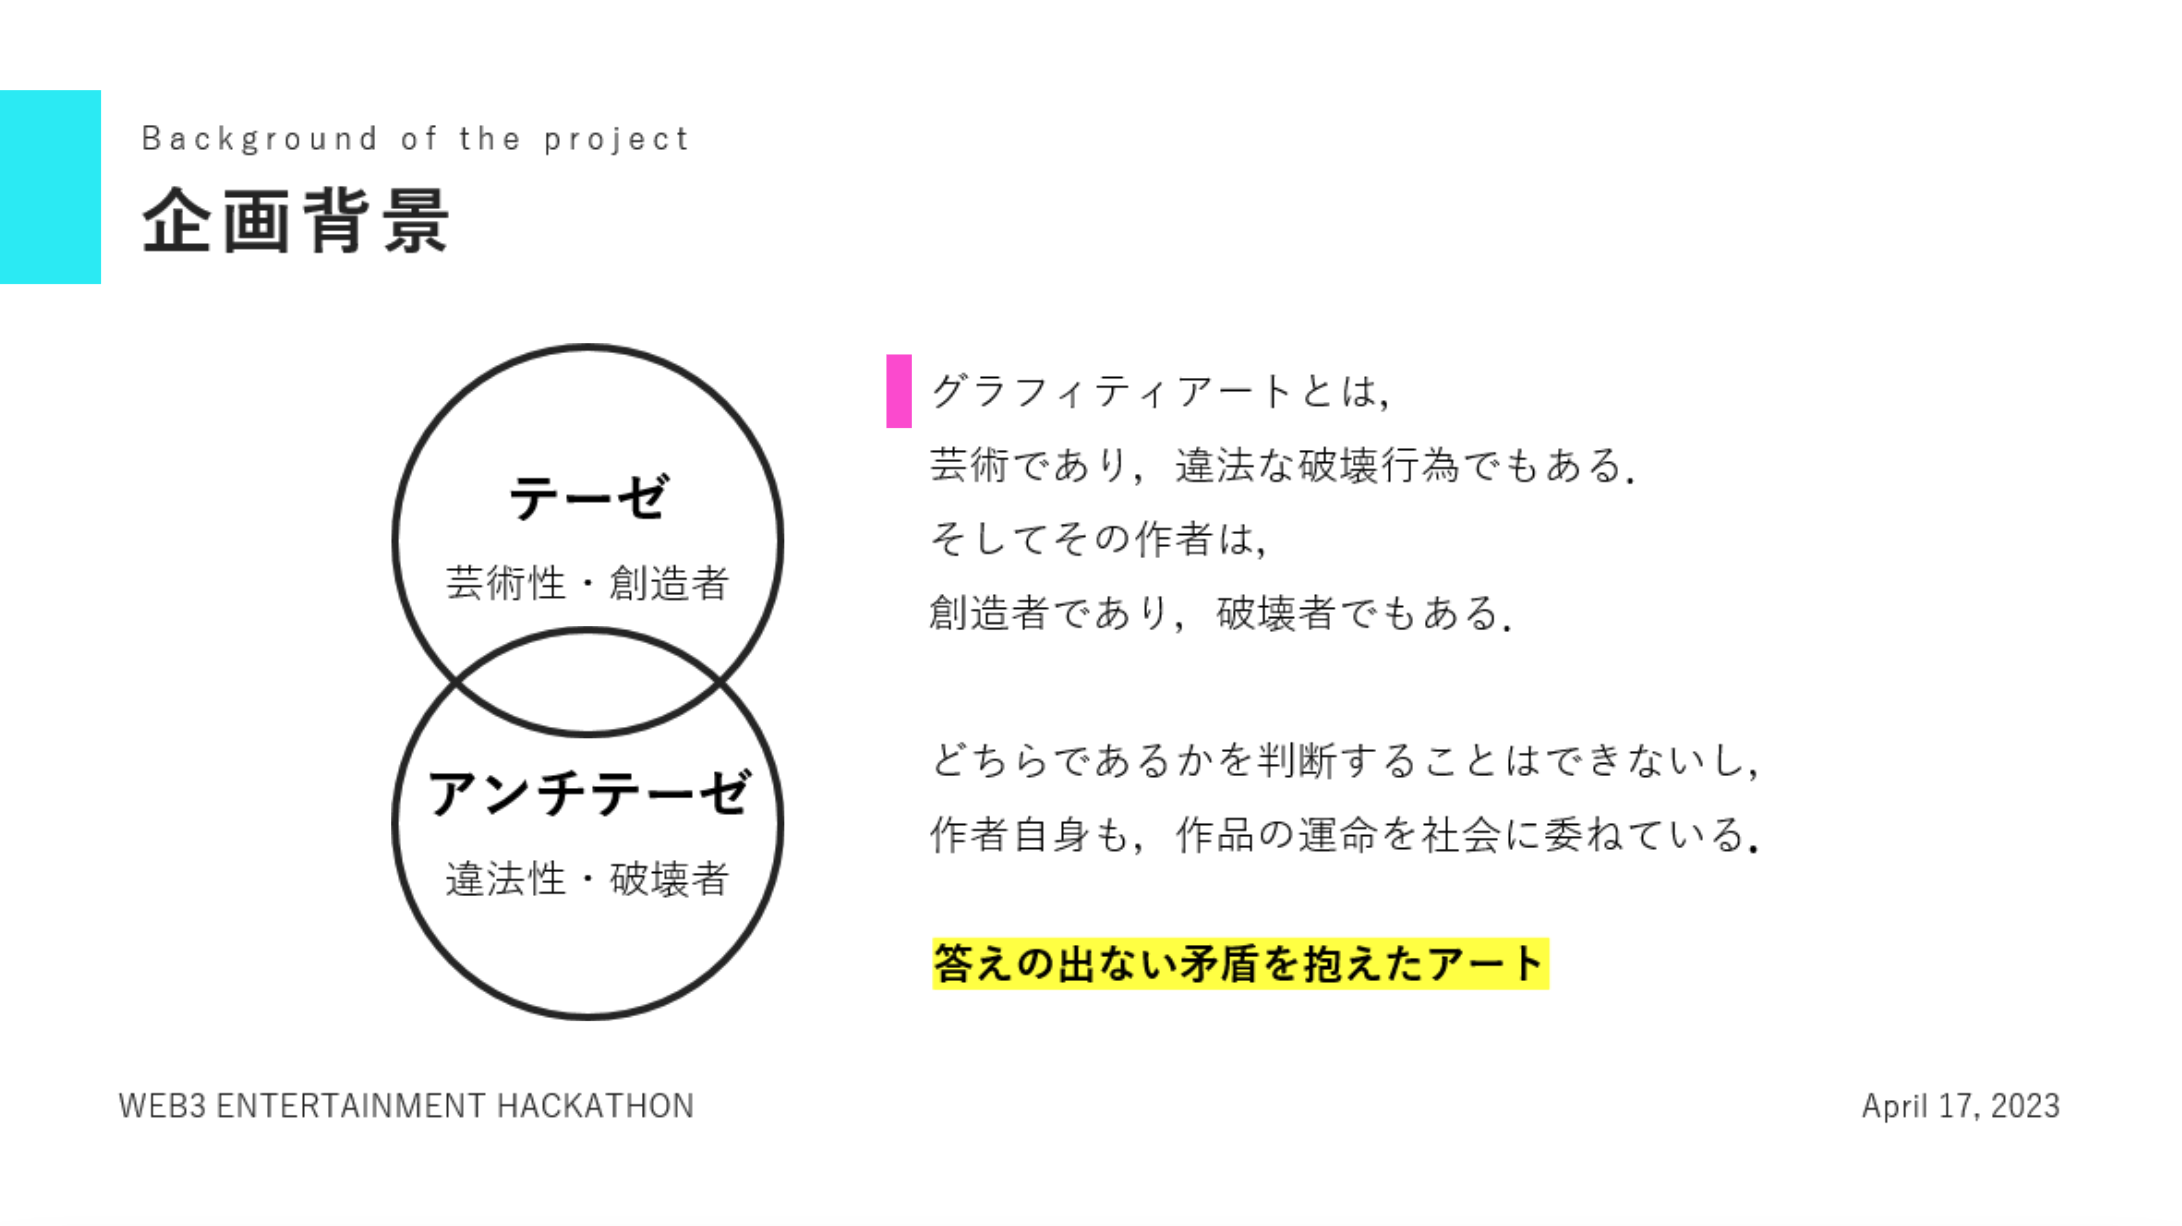 Background of the project
企画背景
テーゼ
芸術性・創造者
アンチテーゼ
違法性・破壊者
グラフィティアートとは,
芸術であり，違法な破壊行為でもある．
そしてその作者は,
創造者であり，破壊者でもある．
どちらであるかを判断することはできないし,
作者自身も，作品の運命を社会に委ねている．
答えの出ない矛盾を抱えたアート
WEB3 ENTERTAINMENT HACKATHON
April 17, 2023